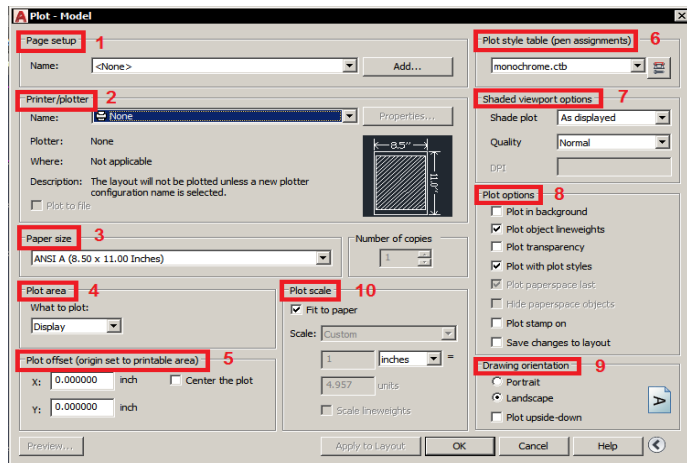 Plot - Model
Page setup 1
Name: <None> Add...
Printer/plotter 2
Name: None Properties...
Plotter: None
Where: Not applicable
Description: The layout will not be plotted unless a new plotter
configuration name is selected.
Plot to file
8.5"
11.0"
Paper size 3
ANSI A (8.50 x 11.00 Inches)
Number of copies
1
Plot area 4
What to plot:
Display
Plot offset (origin set to printable area) 5
X: 0.000000 inch Center the plot
Y: 0.000000 inch
Plot scale 10
Fit to paper
Scale: Custom
1 inches =
4.957 units
Scale lineweights
Plot style table (pen assignments) 6
monochrome.ctb
Shaded viewport options 7
Shade plot As displayed
Quality Normal
DPI
Plot options 8
Plot in background
Plot object lineweights
Plot transparency
Plot with plot styles
Plot paperspace last
Hide paperspace objects
Plot stamp on
Save changes to layout
Drawing orientation 9
Portrait
Landscape
Plot upside-down
A
Preview... Apply to Layout OK Cancel Help